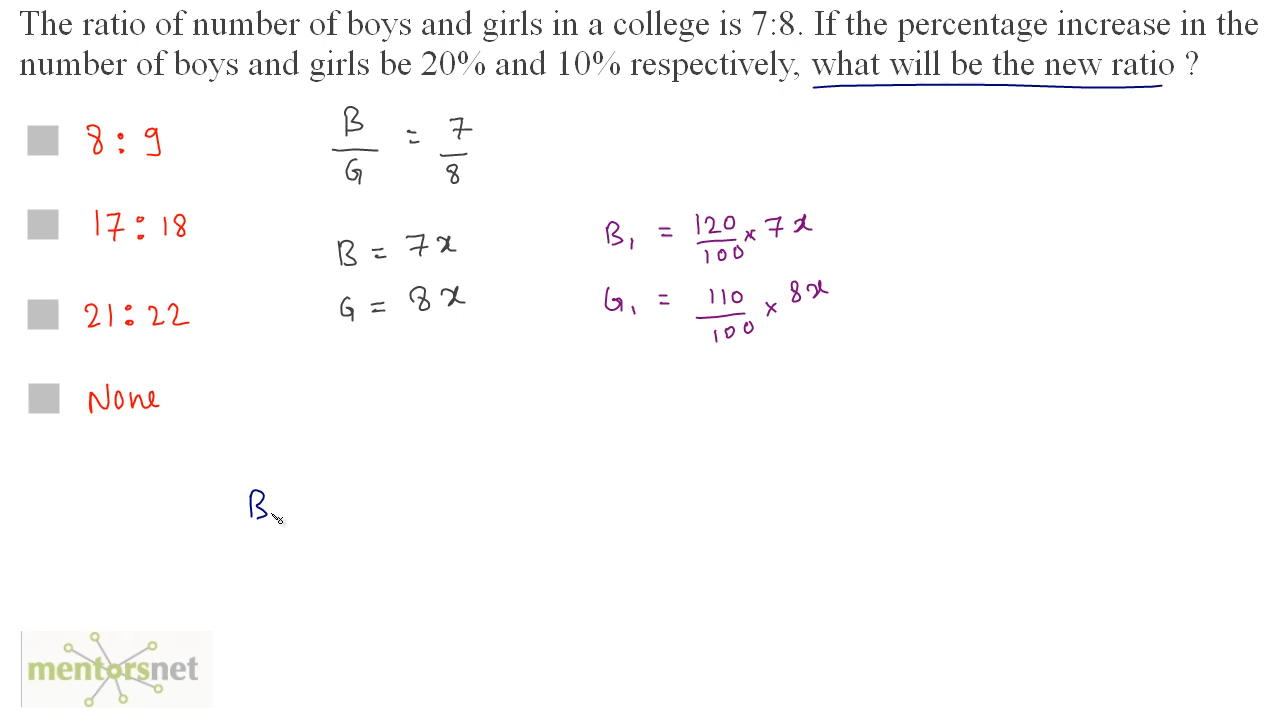 The ratio of number of boys and girls in a college is 7:8. If the percentage increase in the
number of boys and girls be 20% and 10% respectively, what will be the new ratio ?
8 : 9
17 : 18
21 : 22
None
B/G = 7/8
B = 7x
G = 8x
B₁ = 120/100 × 7x
G₁ = 110/100 × 8x
B
mentorsnet